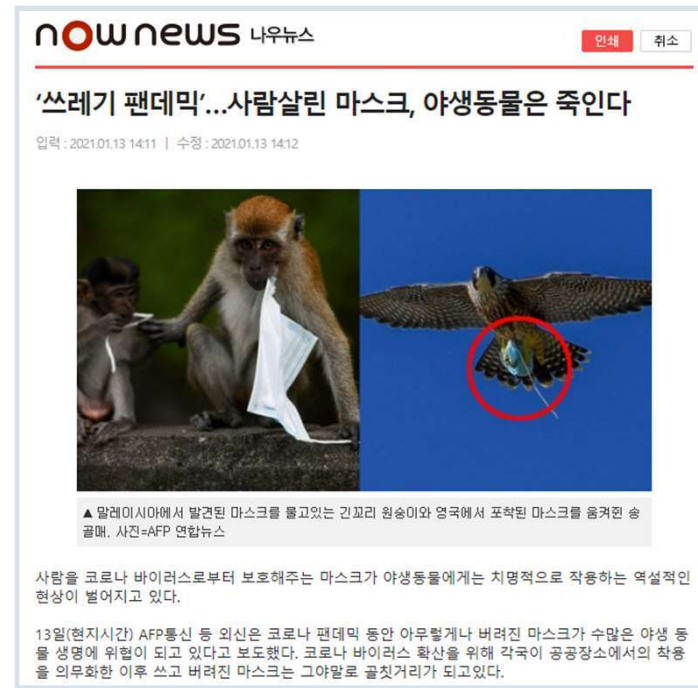 now news 나우뉴스
인쇄 취소
‘쓰레기 팬데믹’...사람살린 마스크, 야생동물은 죽인다
입력 : 2021.01.13 14:11 ㅣ 수정 : 2021.01.13 14:12
▲ 말레이시아에서 발견된 마스크를 물고있는 긴꼬리 원숭이와 영국에서 포착된 마스크를 움켜쥔 송
골매. 사진=AFP 연합뉴스
사람을 코로나 바이러스로부터 보호해주는 마스크가 야생동물에게는 치명적으로 작용하는 역설적인
현상이 벌어지고 있다.
13일(현지시간) AFP통신 등 외신은 코로나 팬데믹 동안 아무렇게나 버려진 마스크가 수많은 야생 동
물 생명에 위협이 되고 있다고 보도했다. 코로나 바이러스 확산을 위해 각국이 공공장소에서의 착용
을 의무화한 이후 쓰고 버려진 마스크는 그야말로 골칫거리가 되고있다.